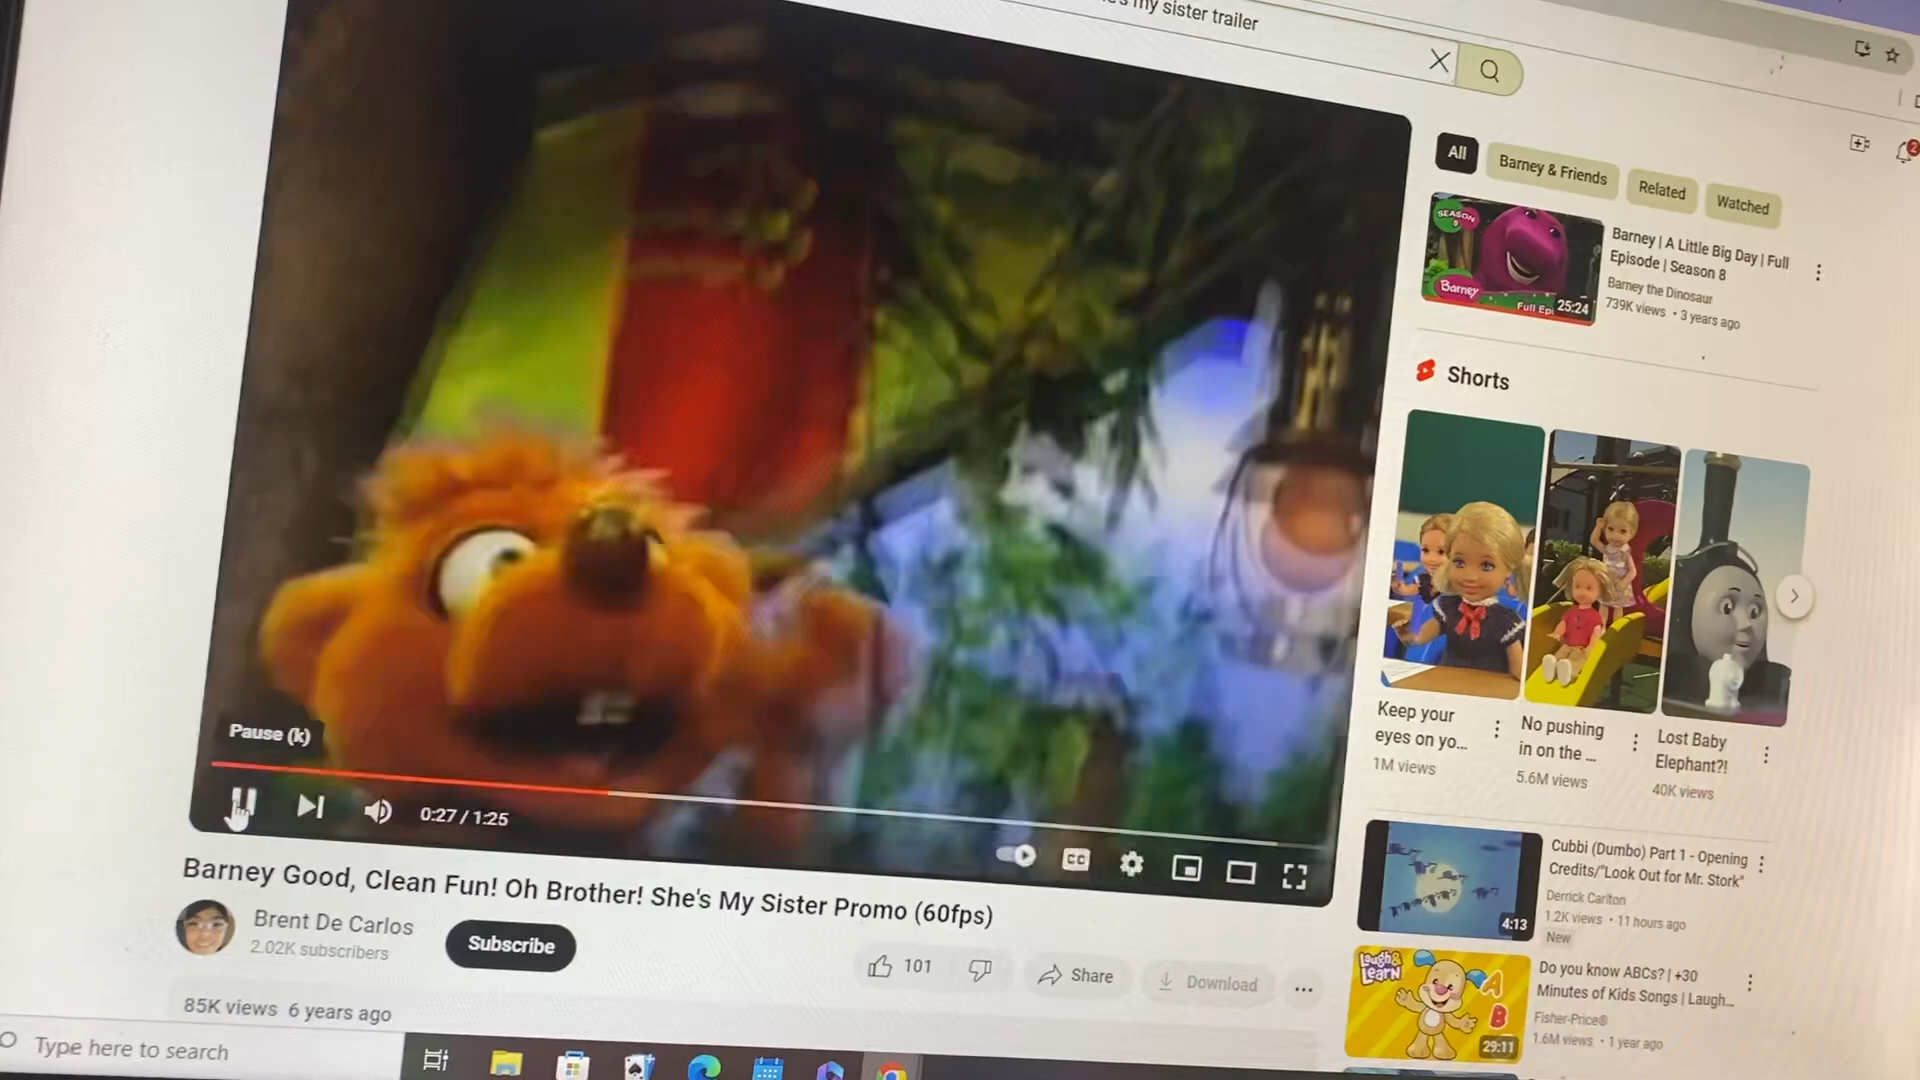 my sister trailer
Pause (k)
0:27 / 1:25
CC
Barney Good, Clean Fun! Oh Brother! She's My Sister Promo (60fps)
Brent De Carlos
2.02K subscribers
Subscribe
101
Share
Download
85K views 6 years ago
Type here to search
2
All
Barney & Friends
Related
Watched
SEASON
8
Barney
Full Ep
25:24
Barney | A Little Big Day | Full
Episode | Season 8
Barney the Dinosaur
739K views • 3 years ago
Shorts
Keep your
eyes on yo...
1M views
No pushing
in on the ...
5.6M views
Lost Baby
Elephant?!
40K views
4:13
Cubbi (Dumbo) Part 1 - Opening
Credits/"Look Out for Mr. Stork"
Derrick Carlton
1.2K views • 11 hours ago
New
Laugh&
Learn
A
B
29:11
Do you know ABCs? | +30
Minutes of Kids Songs | Laugh...
Fisher-Price®
1.6M views • 1 year ago